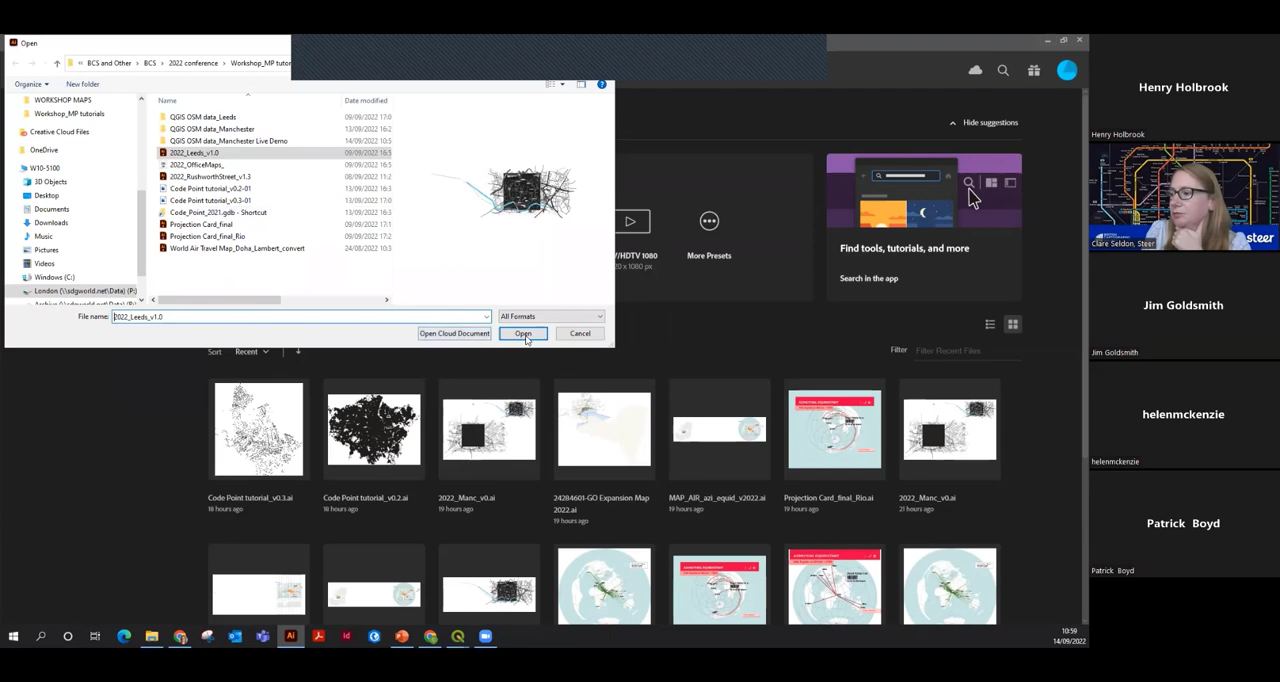 Open
BCS and Other
BCS
2022 conference
Workshop_MP tutor
Organize
New folder
WORKSHOP MAPS
Workshop_MP tutorials
Creative Cloud Files
OneDrive
W10-5100
3D Objects
Desktop
Documents
Downloads
Music
Pictures
Videos
Windows (C:)
London (\\sdgworld.net\Data) (P:)
Name
Date modified
QGIS OSM data_Leeds
09/09/2022 17:0
QGIS OSM data_Manchester
13/09/2022 16:2
QGIS OSM data_Manchester Live Demo
14/09/2022 10:5
2022_Leeds_v1.0
09/09/2022 16:5
2022_OfficeMaps_
09/09/2022 16:5
2022_RushworthStreet_v1.3
08/09/2022 11:2
Code Point tutorial_v0.2-01
13/09/2022 16:3
Code Point tutorial_v0.3-01
13/09/2022 17:0
Code_Point_2021.gdb - Shortcut
13/09/2022 16:3
Projection Card_final
09/09/2022 17:1
Projection Card_final_Rio
09/09/2022 17:2
World Air Travel Map_Doha_Lambert_convert
24/08/2022 10:3
File name:
2022_Leeds_v1.0
All Formats
Open Cloud Document
Open
Cancel
Hide suggestions
V/HDTV 1080
20 x 1080 px
More Presets
Find tools, tutorials, and more
Search in the app
Sort
Recent
Filter
Filter Recent Files
Code Point tutorial_v0.3.ai
18 hours ago
Code Point tutorial_v0.2.ai
18 hours ago
2022_Manc_v0.ai
19 hours ago
24284601-GO Expansion Map
2022.ai
19 hours ago
MAP_AIR_azi_equid_v2022.ai
19 hours ago
Projection Card_final_Rio.ai
19 hours ago
2022_Manc_v0.ai
21 hours ago
10:59
14/09/2022
Henry Holbrook
Henry Holbrook
steer
Clare Seldon, Steer
Jim Goldsmith
Jim Goldsmith
helenmckenzie
helenmckenzie
Patrick Boyd
Patrick Boyd